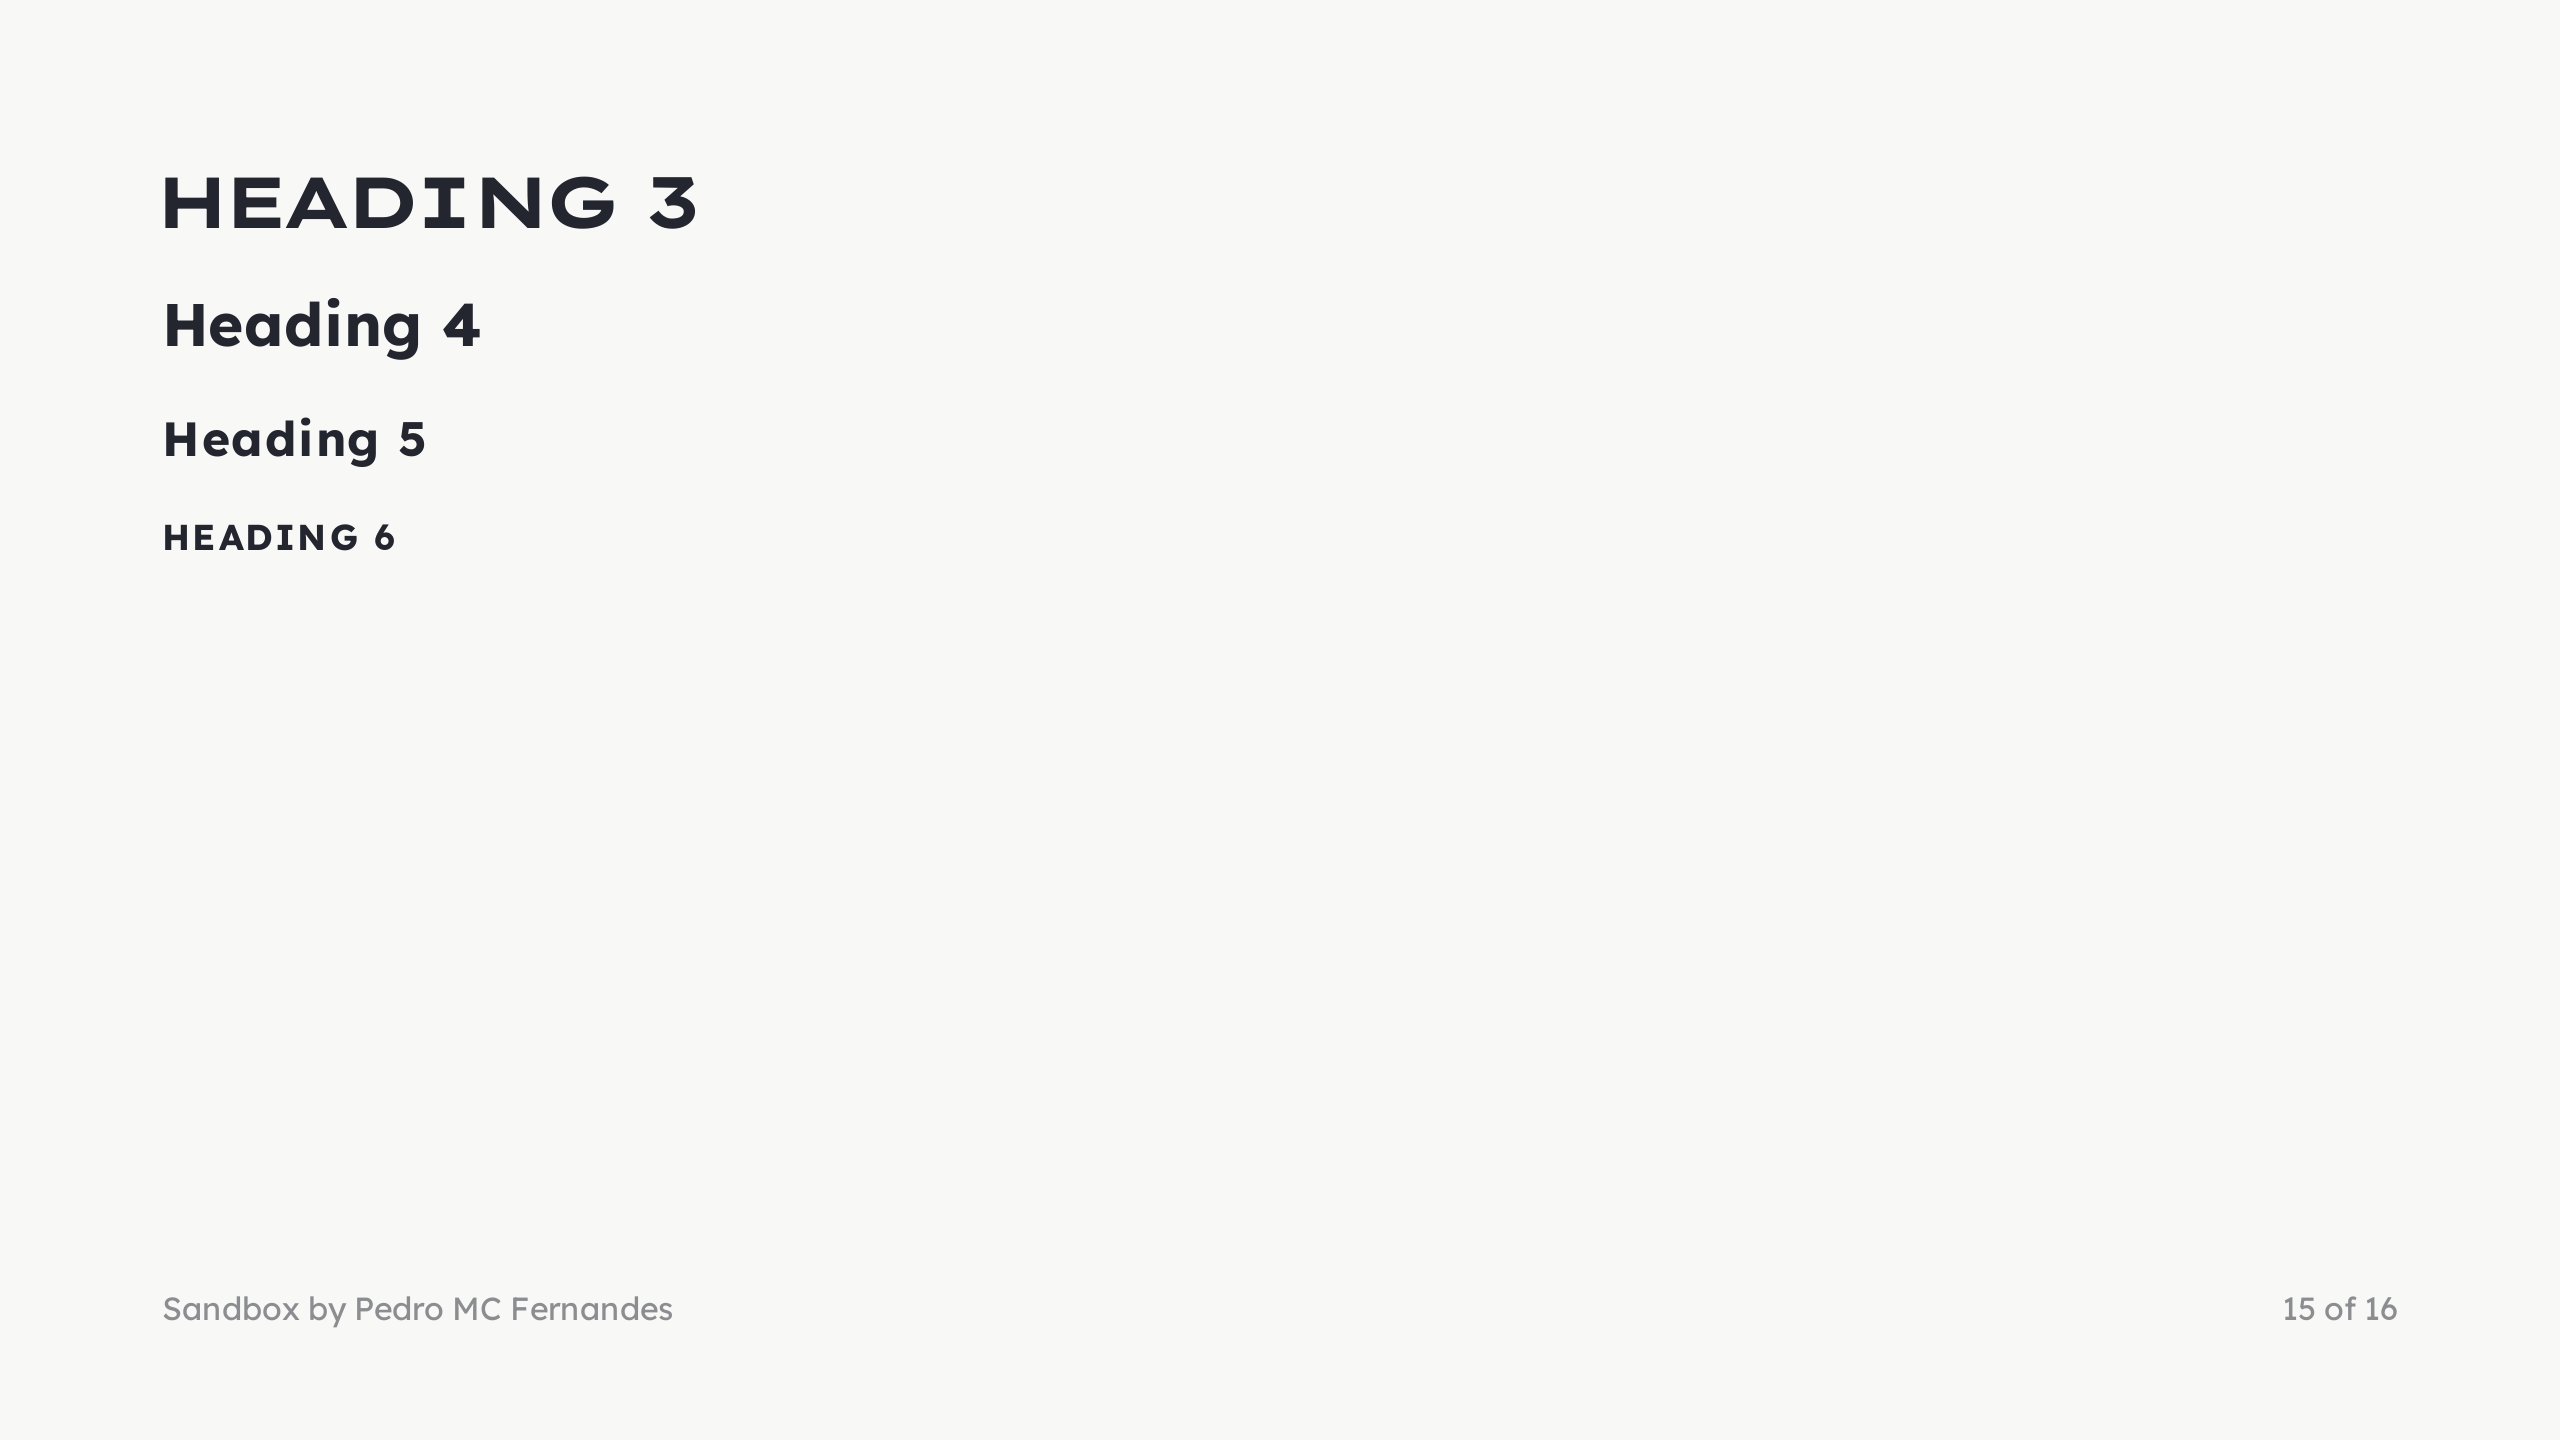 HEADING 3
Heading 4
Heading 5
HEADING 6
Sandbox by Pedro MC Fernandes
15 of 16